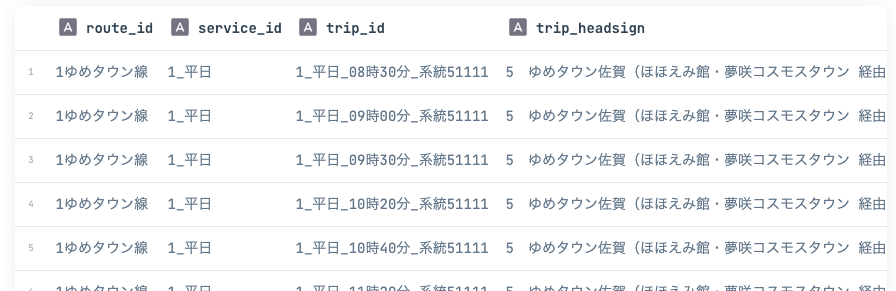 A route_id A service_id A trip_id A trip_headsign
1 1ゆめタウン線 1_平日 1_平日_08時30分_系統51111 5 ゆめタウン佐賀（ほほえみ館・夢咲コスモスタウン 経由
2 1ゆめタウン線 1_平日 1_平日_09時00分_系統51111 5 ゆめタウン佐賀（ほほえみ館・夢咲コスモスタウン 経由
3 1ゆめタウン線 1_平日 1_平日_09時30分_系統51111 5 ゆめタウン佐賀（ほほえみ館・夢咲コスモスタウン 経由
4 1ゆめタウン線 1_平日 1_平日_10時20分_系統51111 5 ゆめタウン佐賀（ほほえみ館・夢咲コスモスタウン 経由
5 1ゆめタウン線 1_平日 1_平日_10時40分_系統51111 5 ゆめタウン佐賀（ほほえみ館・夢咲コスモスタウン 経由